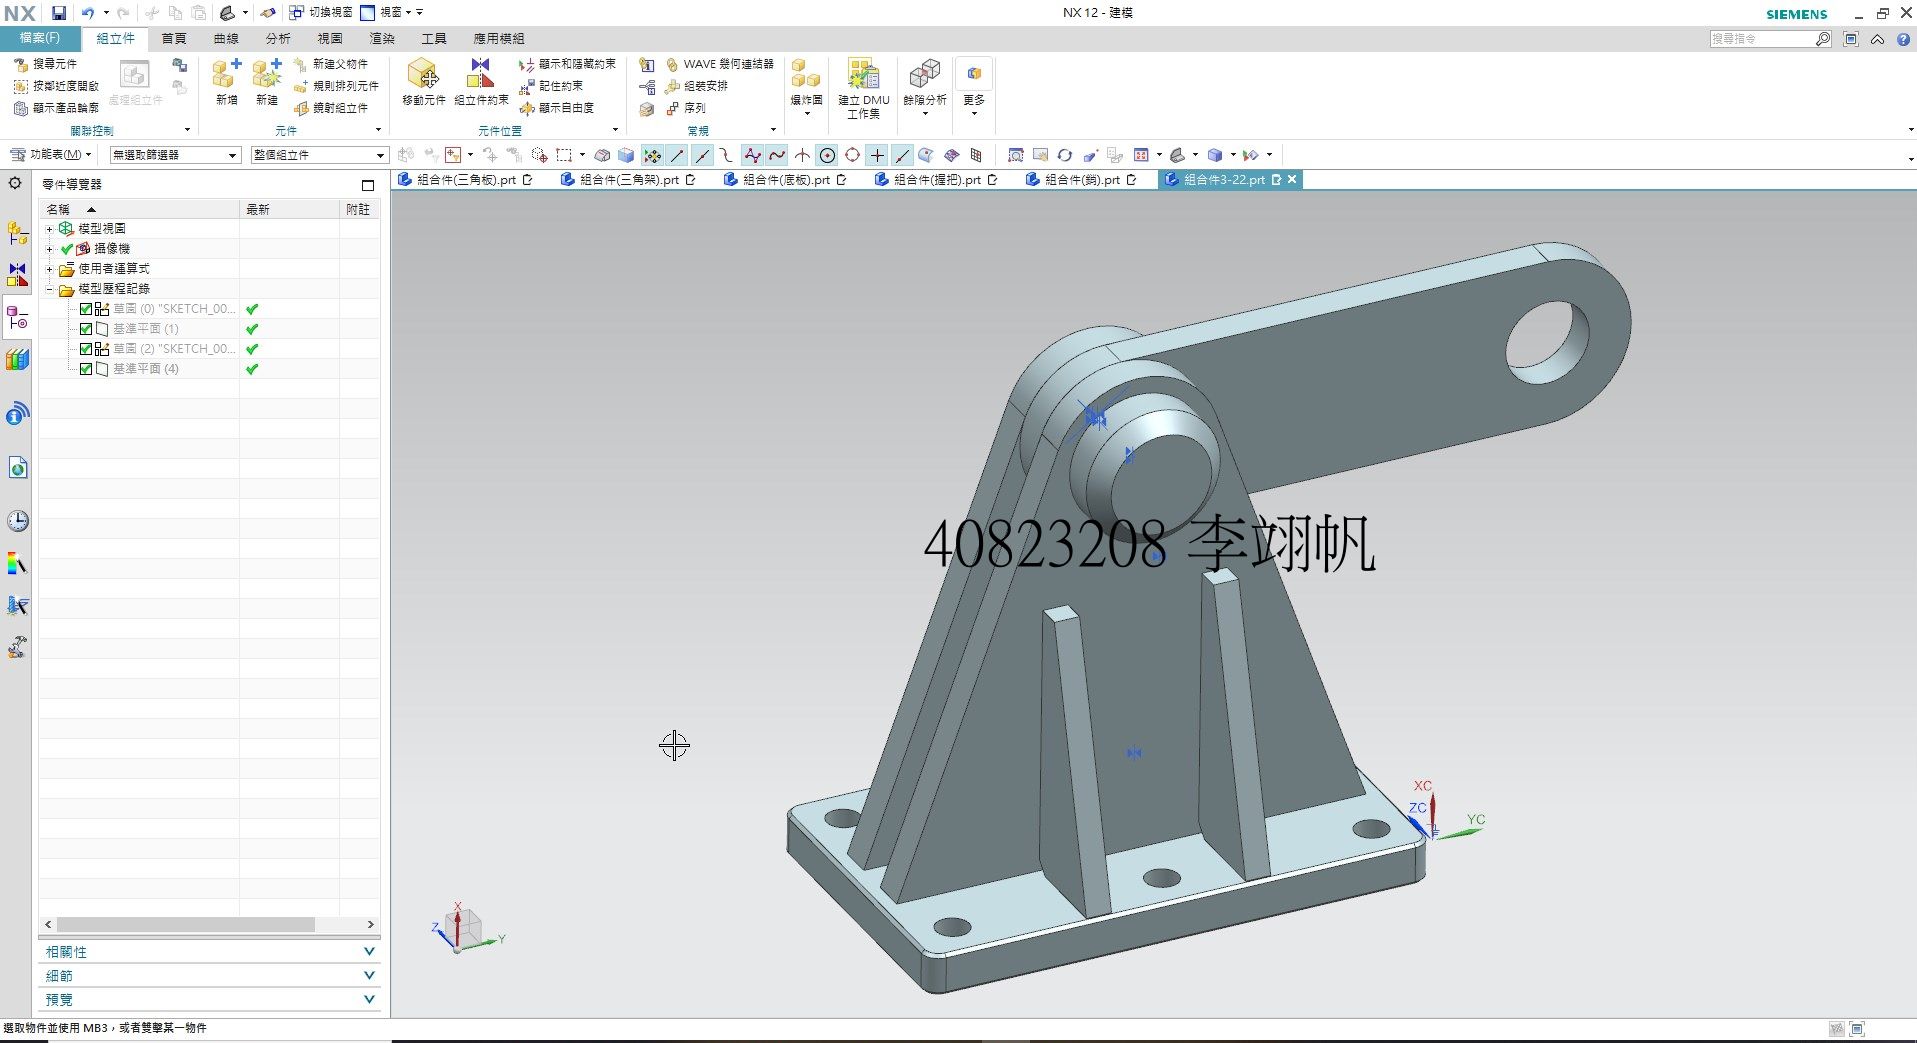 NX 切換視窗 視窗 NX 12 - 建模 SIEMENS
檔案(F) 組立件 首頁 曲線 分析 視圖 渲染 工具 應用模組 搜尋指令
搜尋元件
按鄰近度開啟
顯示產品輪廓
處理組立件
關聯控制
新增
新建
新建父物件
規則排列元件
鏡射組立件
元件
移動元件
組立件約束
顯示和隱藏約束
記住約束
顯示自由度
元件位置
WAVE 幾何連結器
組裝安排
序列
常規
爆炸圖
建立 DMU
工作集
餘隙分析
更多
功能表(M) 無選取篩選器 整個組立件
零件導覽器
組合件(三角板).prt 組合件(三角架).prt 組合件(底板).prt 組合件(握把).prt 組合件(銷).prt 組合件3-22.prt
名稱 最新 附註
模型視圖
攝像機
使用者運算式
模型歷程記錄
草圖 (0) "SKETCH_00...
基準平面 (1)
草圖 (2) "SKETCH_00...
基準平面 (4)
40823208 李翊帆
XC
ZC
YC
X
Z
Y
相關性
細節
預覽
選取物件並使用 MB3，或者雙擊某一物件